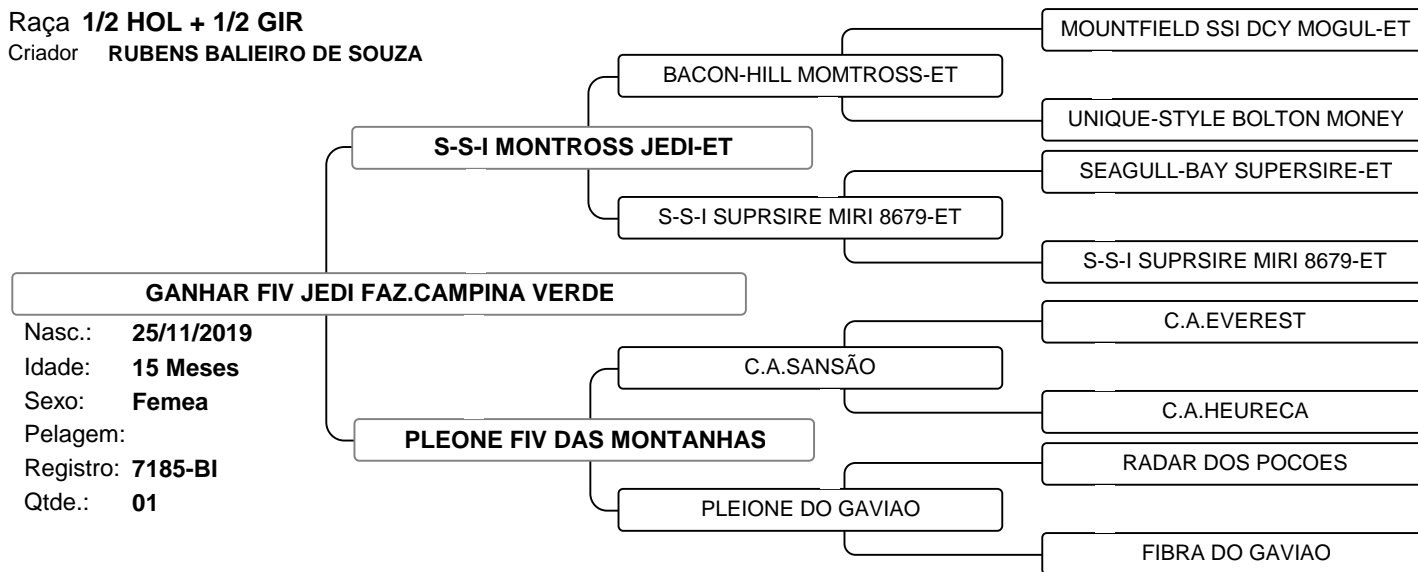 Raça 1/2 HOL + 1/2 GIR
Criador RUBENS BALIEIRO DE SOUZA
MOUNTFIELD SSI DCY MOGUL-ET
BACON-HILL MOMTROSS-ET
UNIQUE-STYLE BOLTON MONEY
S-S-I MONTROSS JEDI-ET
SEAGULL-BAY SUPERSIRE-ET
S-S-I SUPRSIRE MIRI 8679-ET
S-S-I SUPRSIRE MIRI 8679-ET
GANHAR FIV JEDI FAZ.CAMPINA VERDE
Nasc.: 25/11/2019
Idade: 15 Meses
Sexo: Femea
Pelagem:
Registro: 7185-BI
Qtde.: 01
C.A.EVEREST
C.A.SANSÃO
C.A.HEURECA
PLEONE FIV DAS MONTANHAS
RADAR DOS POCOES
PLEIONE DO GAVIAO
FIBRA DO GAVIAO